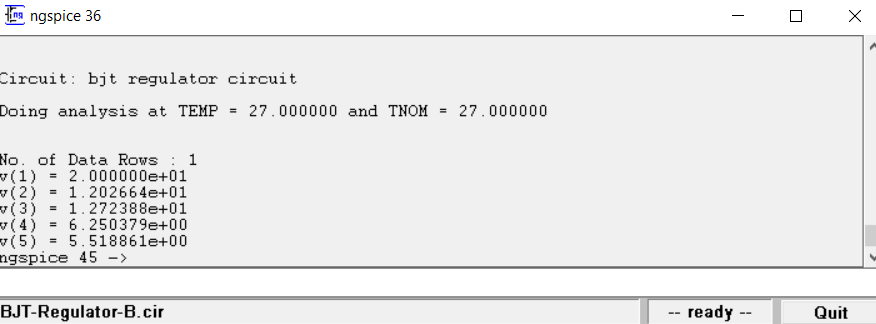 ngspice 36
Circuit: bjt regulator circuit
Doing analysis at TEMP = 27.000000 and TNOM = 27.000000
No. of Data Rows : 1
v(1) = 2.000000e+01
v(2) = 1.202664e+01
v(3) = 1.272388e+01
v(4) = 6.250379e+00
v(5) = 5.518861e+00
ngspice 45 ->
BJT-Regulator-B.cir -- ready -- Quit